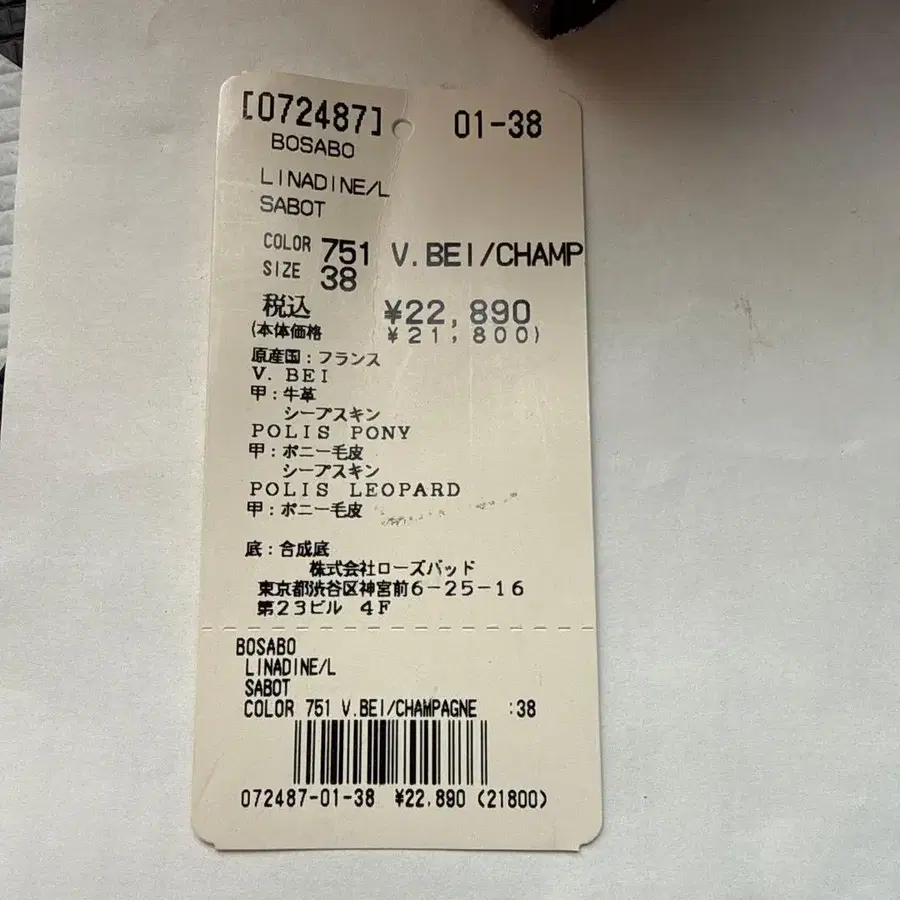 [072487] 01-38
BOSABO
LINADINE/L
SABOT
COLOR 751 V.BEI/CHAMP
SIZE 38
税込 ¥22,890
(本体価格 ¥21,800)
原産国:フランス
V. BEI
甲:牛革
シープスキン
POLIS PONY
甲:ポニー毛皮
シープスキン
POLIS LEOPARD
甲:ポニー毛皮
底:合成底
株式会社ローズバッド
東京都渋谷区神宮前6-25-16
第23ビル 4F
BOSABO
LINADINE/L
SABOT
COLOR 751 V.BEI/CHAMPAGNE :38
072487-01-38 ¥22.890 (21800)